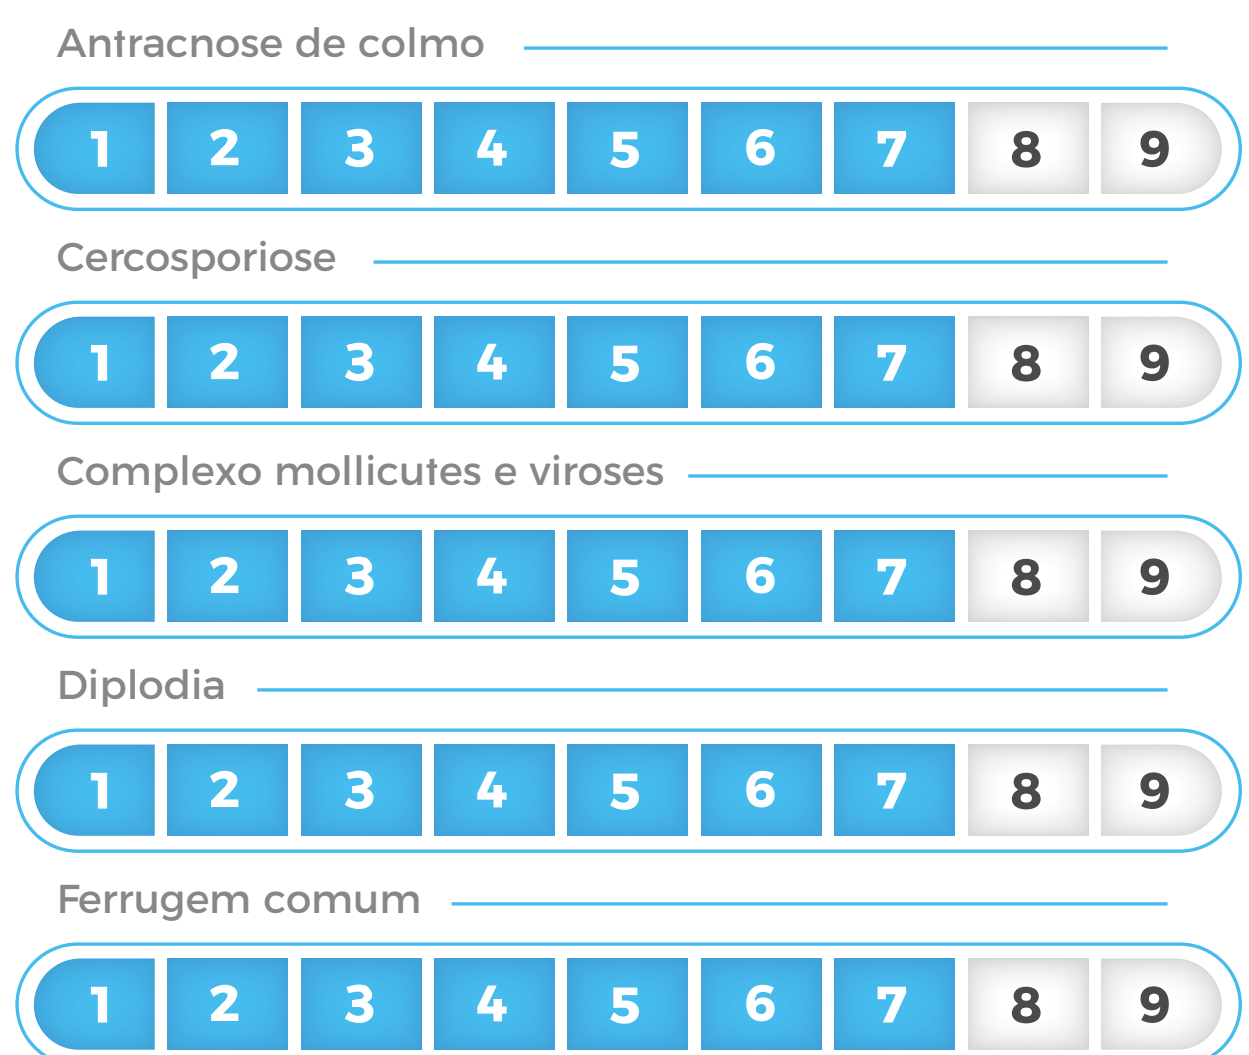 Antracnose de colmo
1 2 3 4 5 6 7 8 9
Cercosporiose
1 2 3 4 5 6 7 8 9
Complexo mollicutes e viroses
1 2 3 4 5 6 7 8 9
Diplodia
1 2 3 4 5 6 7 8 9
Ferrugem comum
1 2 3 4 5 6 7 8 9